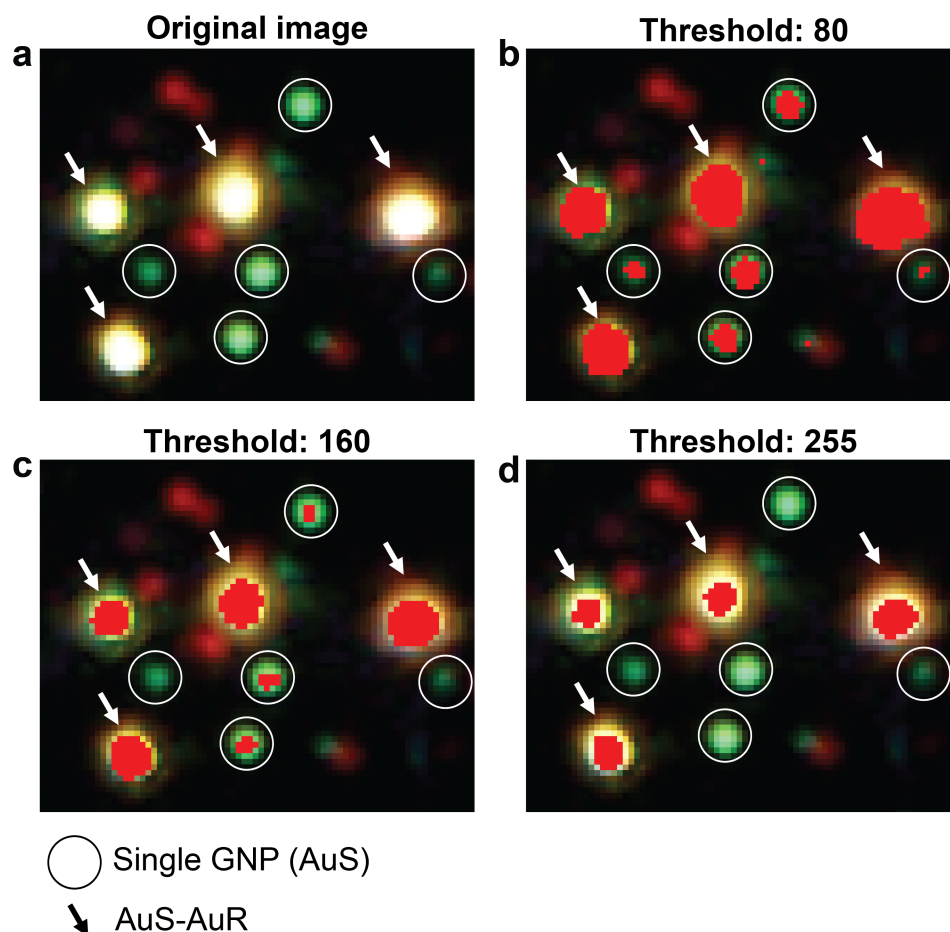 Original image
Threshold: 80
a
b
Threshold: 160
Threshold: 255
c
d
Single GNP (AuS)
AuS-AuR